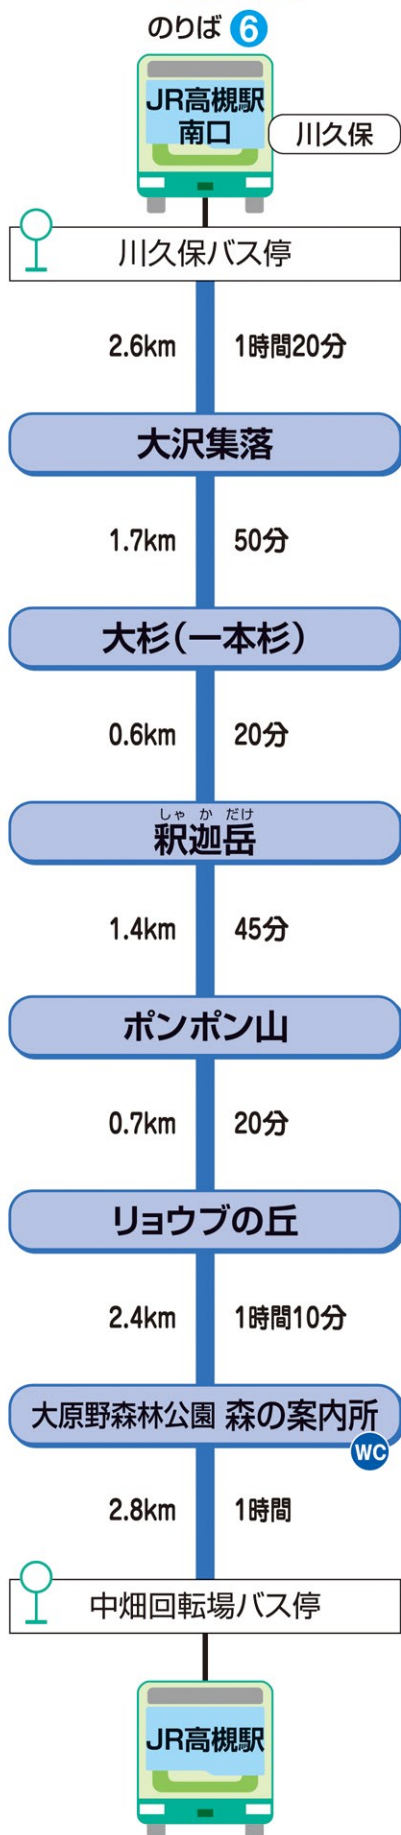 のりば 6
JR高槻駅
南口
川久保
川久保バス停
2.6km 1時間20分
大沢集落
1.7km 50分
大杉(一本杉)
0.6km 20分
しゃ か だけ
釈迦岳
1.4km 45分
ポンポン山
0.7km 20分
リョウブの丘
2.4km 1時間10分
大原野森林公園 森の案内所
WC
2.8km 1時間
中畑回転場バス停
JR高槻駅